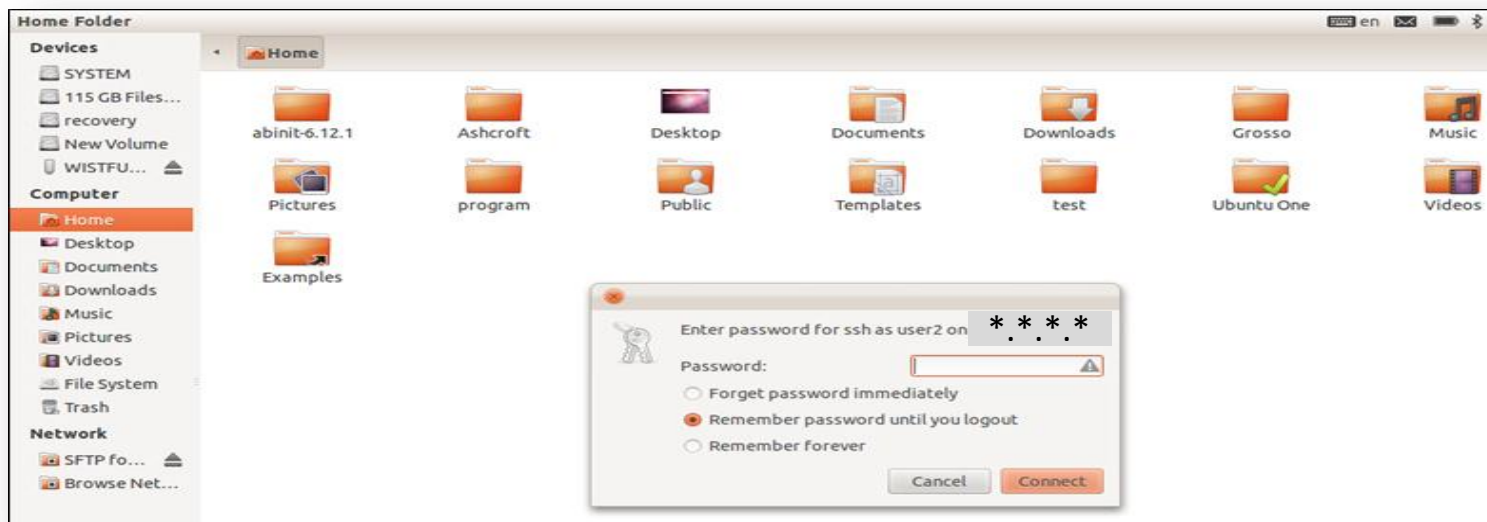 Home Folder
en
Devices
SYSTEM
115 GB Files...
recovery
New Volume
WISTFU...
Computer
Home
Desktop
Documents
Downloads
Music
Pictures
Videos
File System
Trash
Network
SFTP fo...
Browse Net...
Home
abinit-6.12.1 Ashcroft Desktop Documents Downloads Grosso Music
Pictures program Public Templates test Ubuntu One Videos
Examples
Enter password for ssh as user2 on *.*.*.*
Password:
Forget password immediately
Remember password until you logout
Remember forever
Cancel Connect